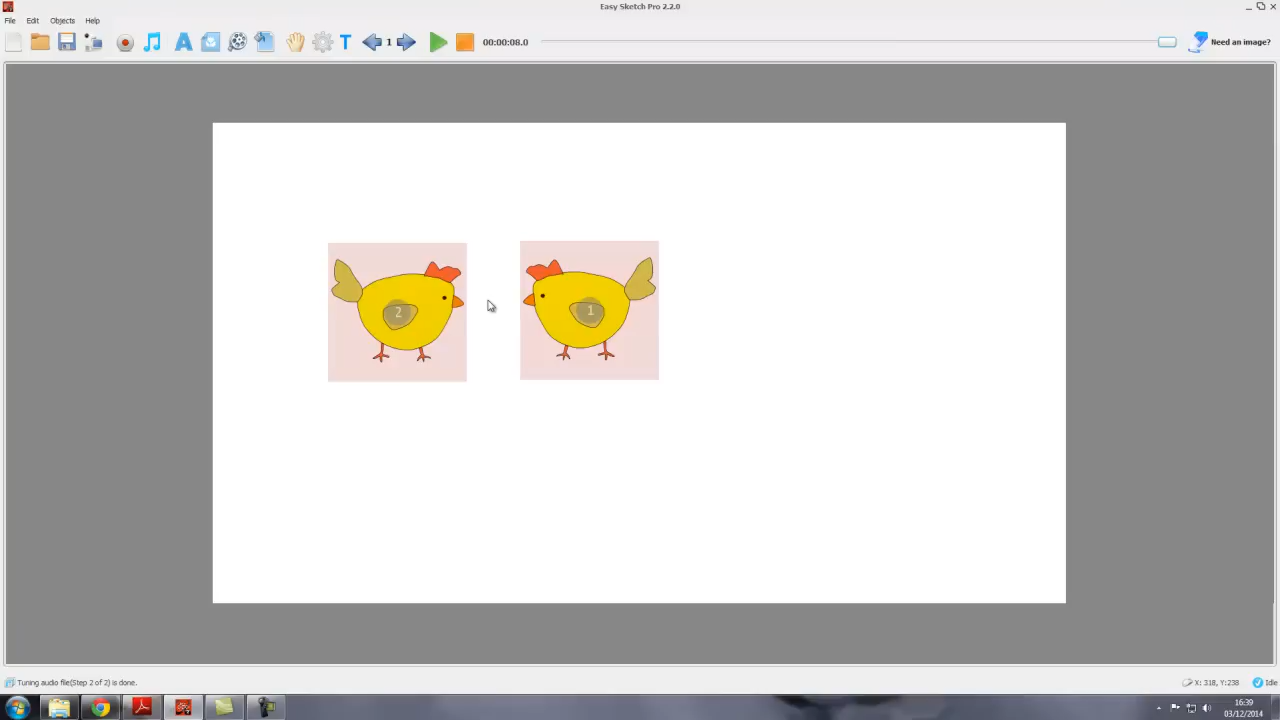 Easy Sketch Pro 2.2.0
File Edit Objects Help
A T 1 00:00:08.0 Need an image?
2 1
Tuning audio file(Step 2 of 2) is done. X: 318, Y:238 Idle
16:39
03/12/2014